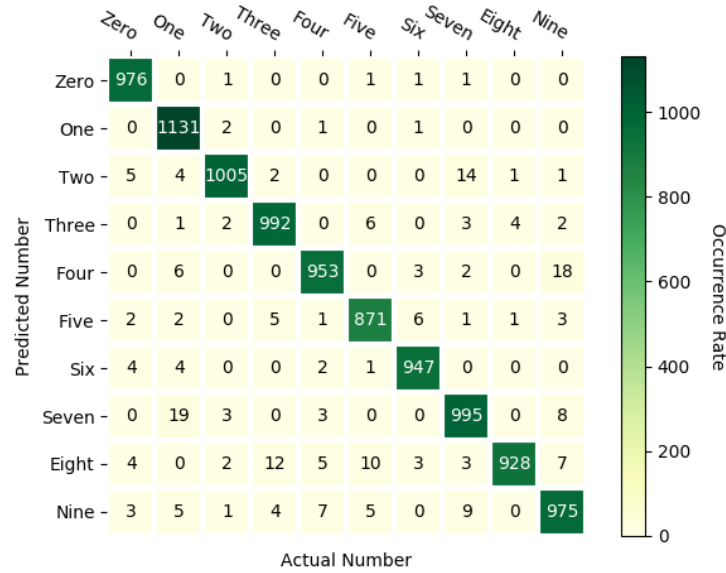 Zero One Two Three Four Five Six Seven Eight Nine
Zero 976 0 1 0 0 1 1 1 0 0
One 0 1131 2 0 1 0 1 0 0 0
Two 5 4 1005 2 0 0 0 14 1 1
Three 0 1 2 992 0 6 0 3 4 2
Four 0 6 0 0 953 0 3 2 0 18
Five 2 2 0 5 1 871 6 1 1 3
Six 4 4 0 0 2 1 947 0 0 0
Seven 0 19 3 0 3 0 0 995 0 8
Eight 4 0 2 12 5 10 3 3 928 7
Nine 3 5 1 4 7 5 0 9 0 975
Predicted Number
Actual Number
1000
800
600
400
200
0
Occurrence Rate